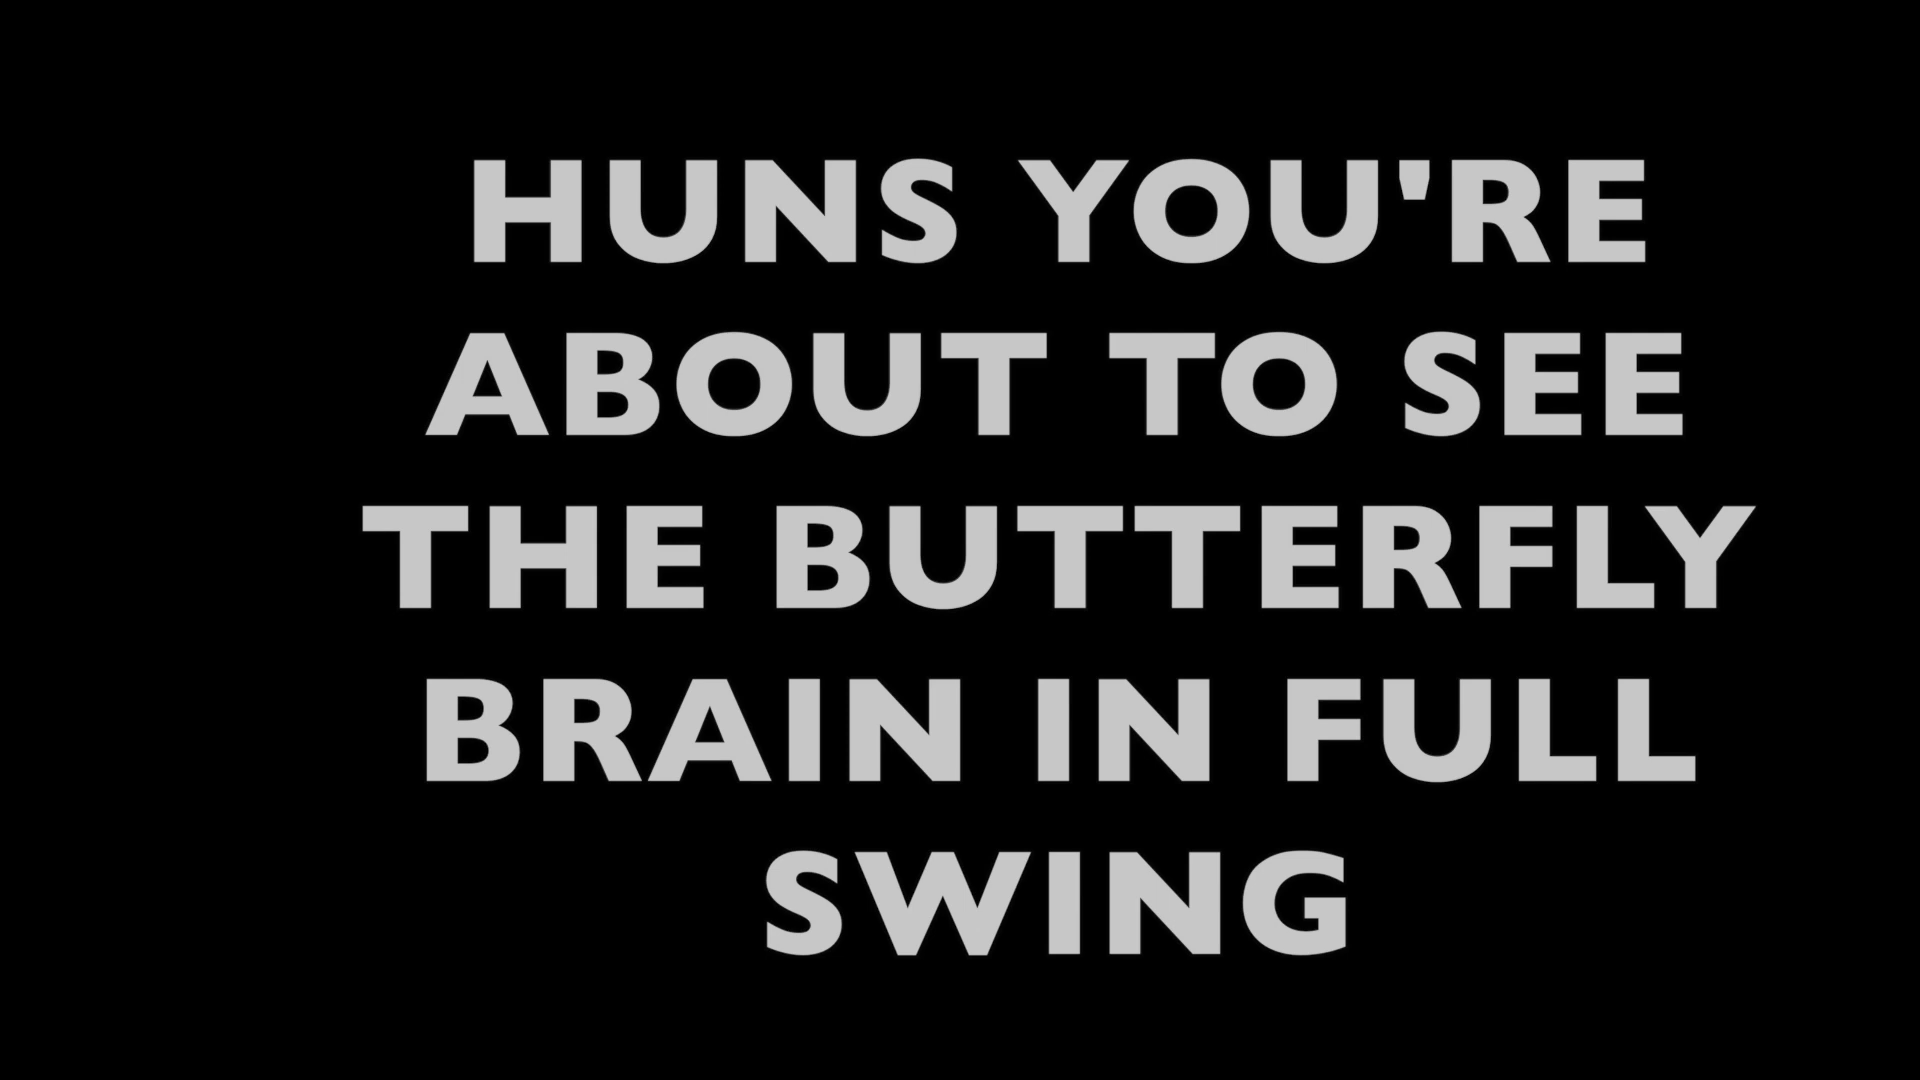 HUNS YOU'RE
ABOUT TO SEE
THE BUTTERFLY
BRAIN IN FULL
SWING